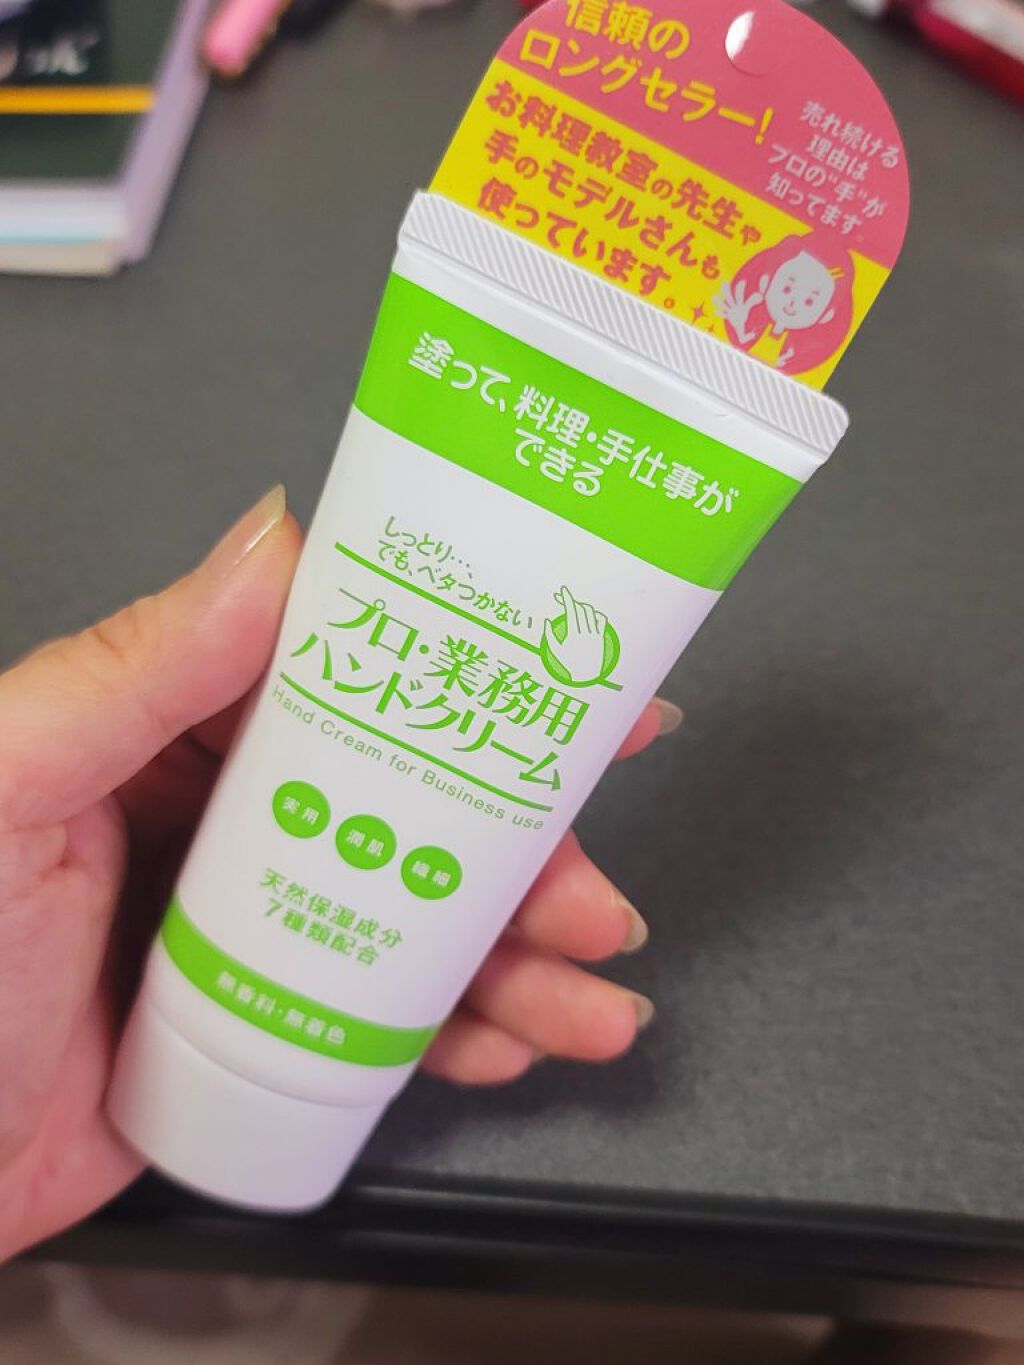 信頼の
ロングセラー!
売れ続ける
理由は
プロの"手"が
知ってます。
お料理教室の先生や
手のモデルさんも
使っています。
塗って、料理・手仕事が
できる
しっとり…、
でも、ベタつかない
プロ・業務用
ハンドクリーム
Hand Cream for Business use
実用
潤肌
繊細
天然保湿成分
7種類配合
無香料・無着色